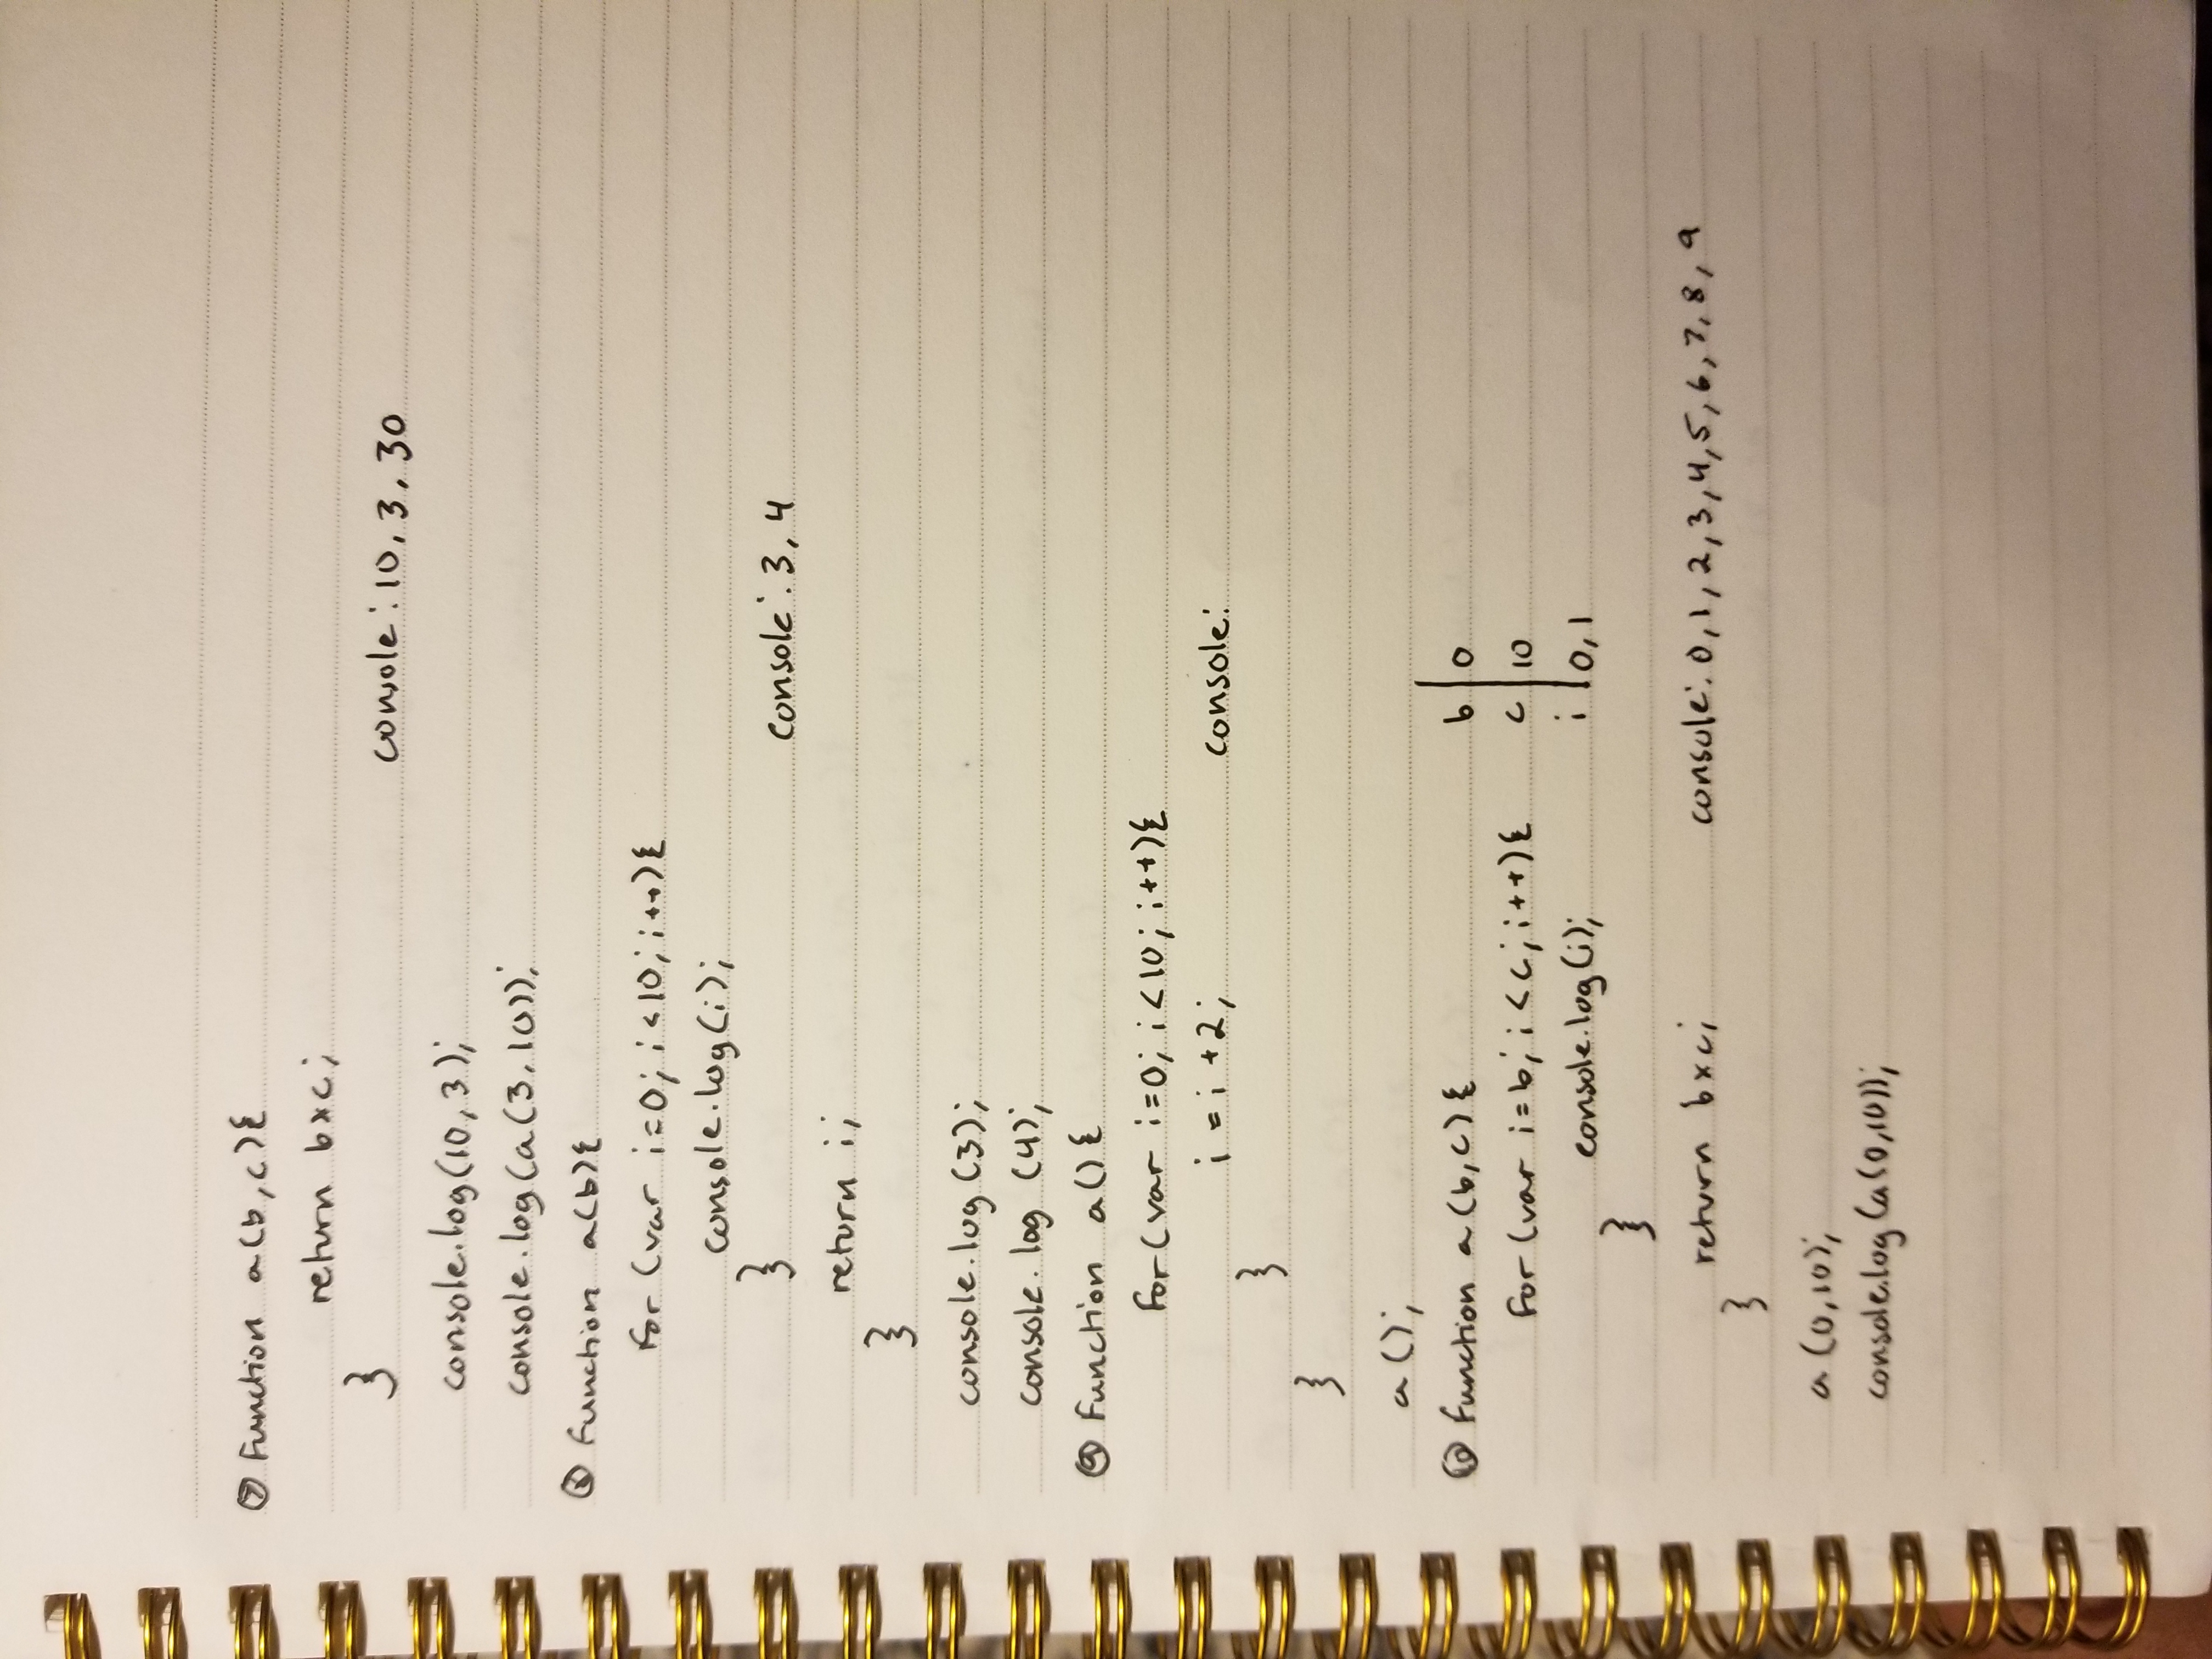 ⑦ Function a(b,c){
return b*c;
}
console: 10, 3, 30
console.log(10,3);
console.log(a(3,10));
⑧ Function a(b){
for (var i=0; i<10; i++){
console.log(i);
}
console: 3, 4
return i;
}
console.log (3);
console.log (4);
⑨ Function a(){
for (var i=0; i<10; i++){
i = i +2;
console:
}
}
a();
⑩ Function a(b,c){
b | 0
for (var i=b; i<c; i++){
c | 10
console.log(i);
i | 0,1
}
return b*c;
console: 0,1,2,3,4,5,6,7,8,9
}
a (0,10);
console.log(a(0,10));